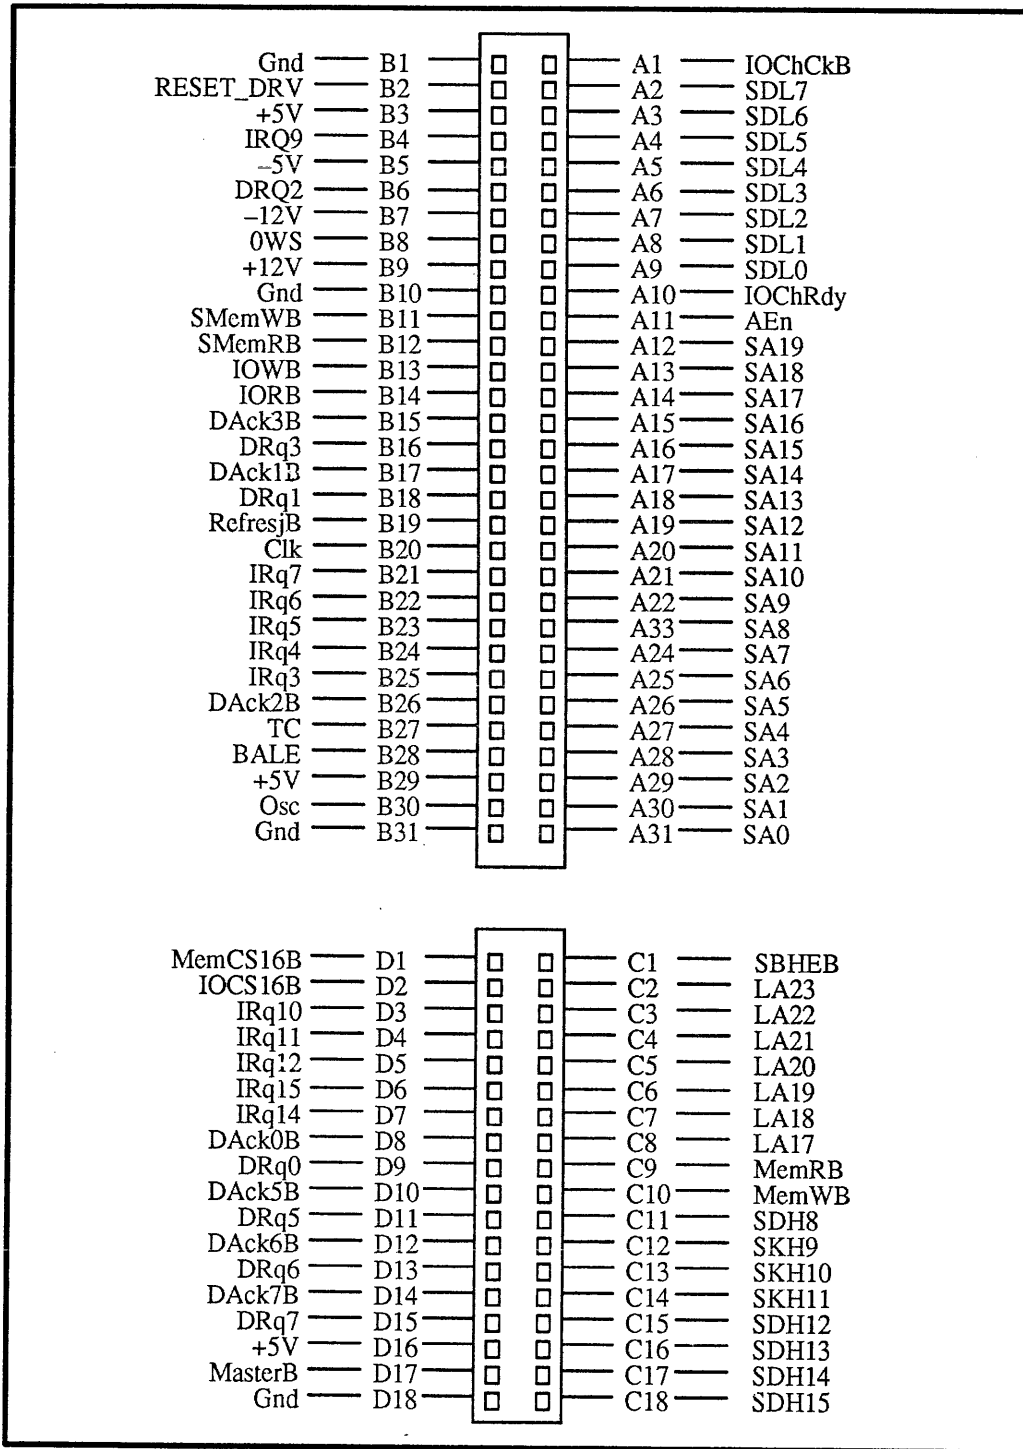 Gnd B1 A1 IOChCkB
RESET_DRV B2 A2 SDL7
+5V B3 A3 SDL6
IRQ9 B4 A4 SDL5
–5V B5 A5 SDL4
DRQ2 B6 A6 SDL3
–12V B7 A7 SDL2
0WS B8 A8 SDL1
+12V B9 A9 SDL0
Gnd B10 A10 IOChRdy
SMemWB B11 A11 AEn
SMemRB B12 A12 SA19
IOWB B13 A13 SA18
IORB B14 A14 SA17
DAck3B B15 A15 SA16
DRq3 B16 A16 SA15
DAck1B B17 A17 SA14
DRq1 B18 A18 SA13
RefresjB B19 A19 SA12
Clk B20 A20 SA11
IRq7 B21 A21 SA10
IRq6 B22 A22 SA9
IRq5 B23 A33 SA8
IRq4 B24 A24 SA7
IRq3 B25 A25 SA6
DAck2B B26 A26 SA5
TC B27 A27 SA4
BALE B28 A28 SA3
+5V B29 A29 SA2
Osc B30 A30 SA1
Gnd B31 A31 SA0
MemCS16B D1 C1 SBHEB
IOCS16B D2 C2 LA23
IRq10 D3 C3 LA22
IRq11 D4 C4 LA21
IRq12 D5 C5 LA20
IRq15 D6 C6 LA19
IRq14 D7 C7 LA18
DAck0B D8 C8 LA17
DRq0 D9 C9 MemRB
DAck5B D10 C10 MemWB
DRq5 D11 C11 SDH8
DAck6B D12 C12 SKH9
DRq6 D13 C13 SKH10
DAck7B D14 C14 SKH11
DRq7 D15 C15 SDH12
+5V D16 C16 SDH13
MasterB D17 C17 SDH14
Gnd D18 C18 SDH15